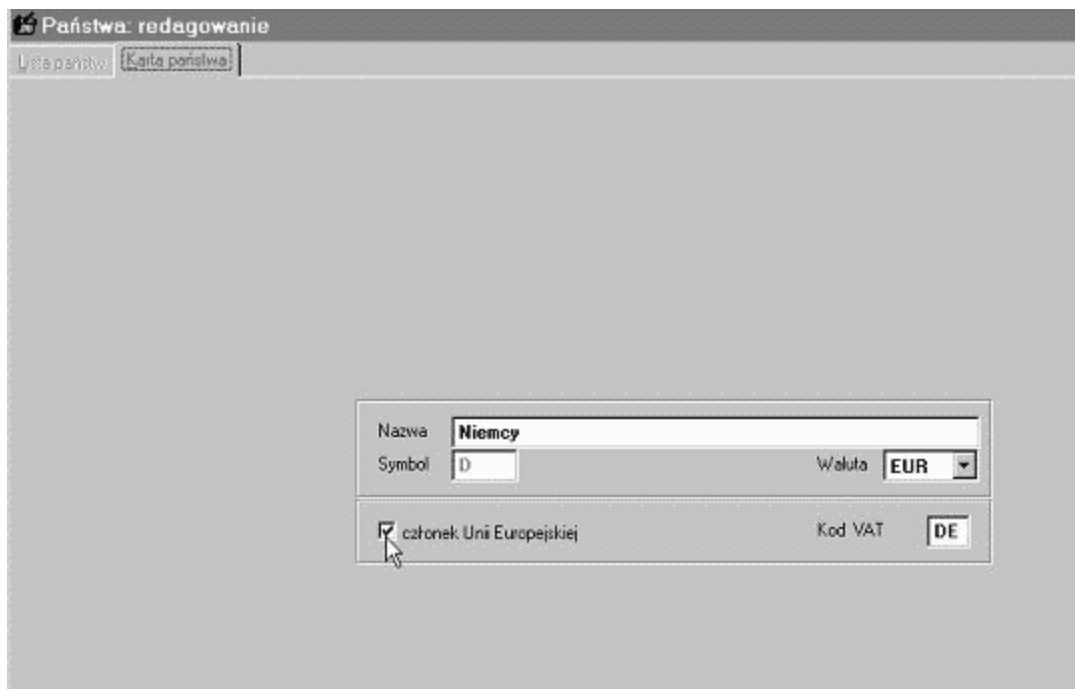 Państwa: redagowanie
Lista państw Karta państwa
Nazwa Niemcy
Symbol D Waluta EUR
członek Unii Europejskiej Kod VAT DE